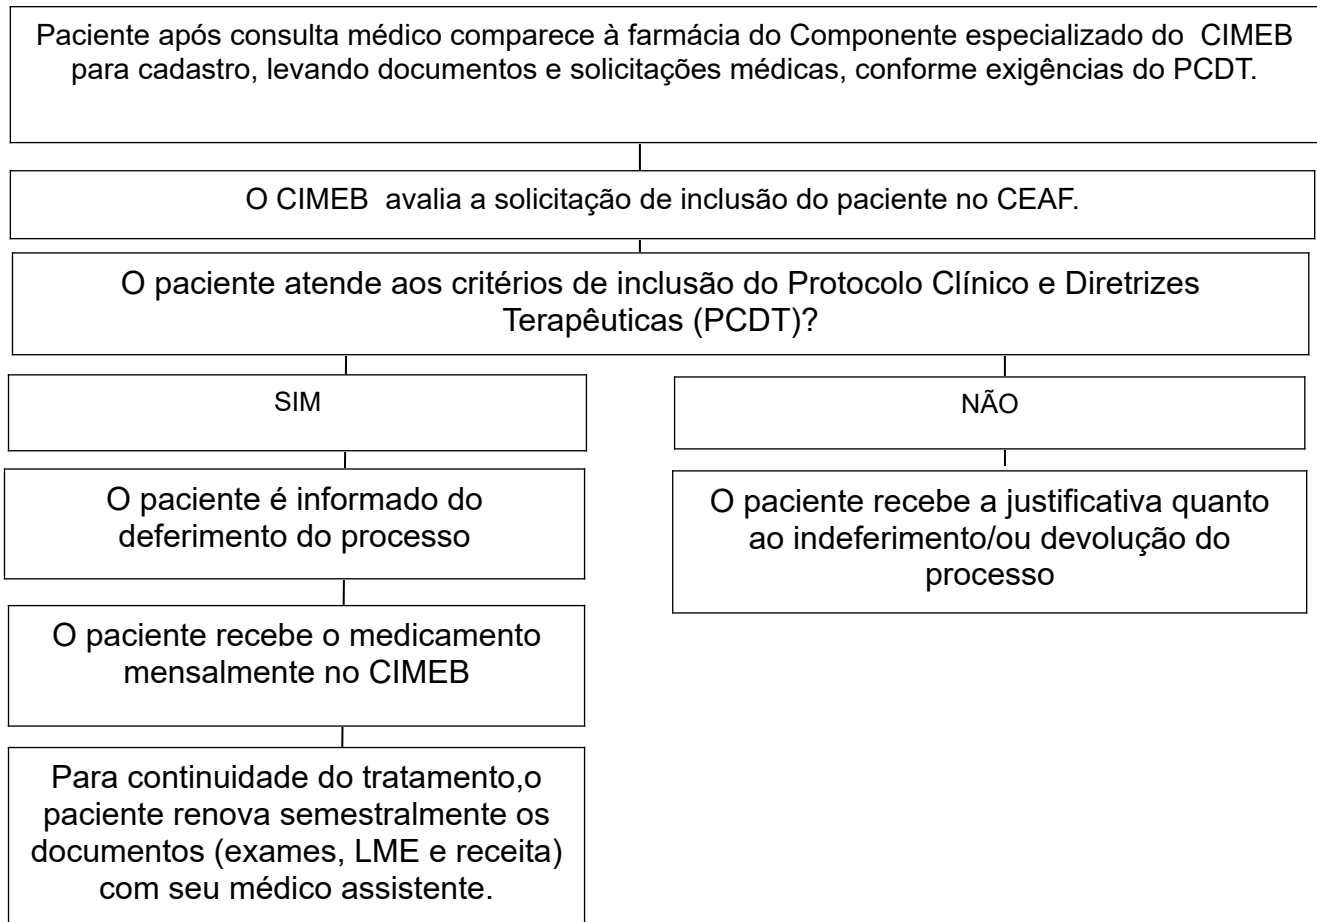 Paciente após consulta médico comparece à farmácia do Componente especializado do CIMEB
para cadastro, levando documentos e solicitações médicas, conforme exigências do PCDT.
O CIMEB avalia a solicitação de inclusão do paciente no CEAF.
O paciente atende aos critérios de inclusão do Protocolo Clínico e Diretrizes
Terapêuticas (PCDT)?
SIM
NÃO
O paciente é informado do
deferimento do processo
O paciente recebe a justificativa quanto
ao indeferimento/ou devolução do
processo
O paciente recebe o medicamento
mensalmente no CIMEB
Para continuidade do tratamento,o
paciente renova semestralmente os
documentos (exames, LME e receita)
com seu médico assistente.